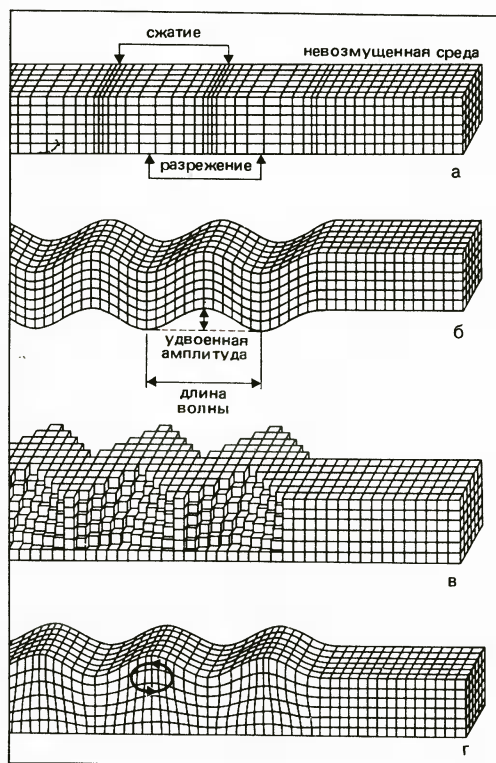 сжатие
невозмущенная среда
разрежение
а
удвоенная
амплитуда
б
длина
волны
в
г